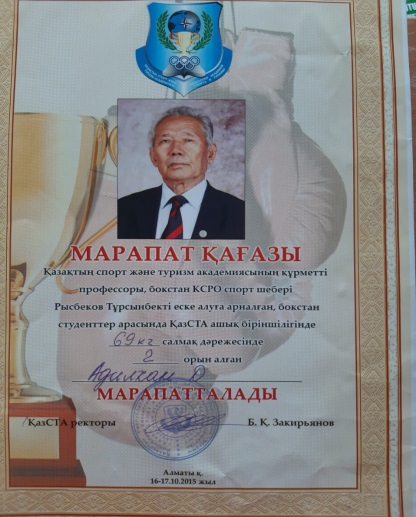 МАРАПАТ ҚАҒАЗЫ
Қазақтың спорт және туризм академиясының құрметті
профессоры, бокстан КСРО спорт шебері
Рысбеков Тұрсынбекті еске алуға арналған, бокстан
студенттер арасында ҚазСТА ашық біріншілігінде
69кг салмақ дәрежесінде
2 орын алған
Адилхан Д
МАРАПАТТАЛАДЫ
ҚазСТА ректоры Б. Қ. Закирьянов
Алматы қ.
16-17.10.2015 жыл